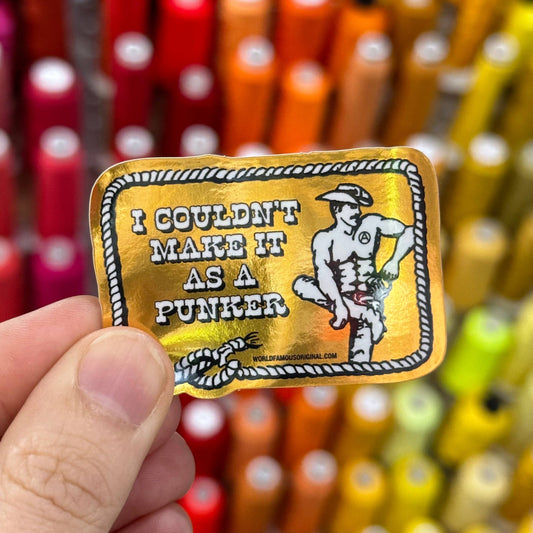 I COULDN'T
MAKE IT
AS A
PUNKER
WORLDFAMOUSORIGINAL.COM